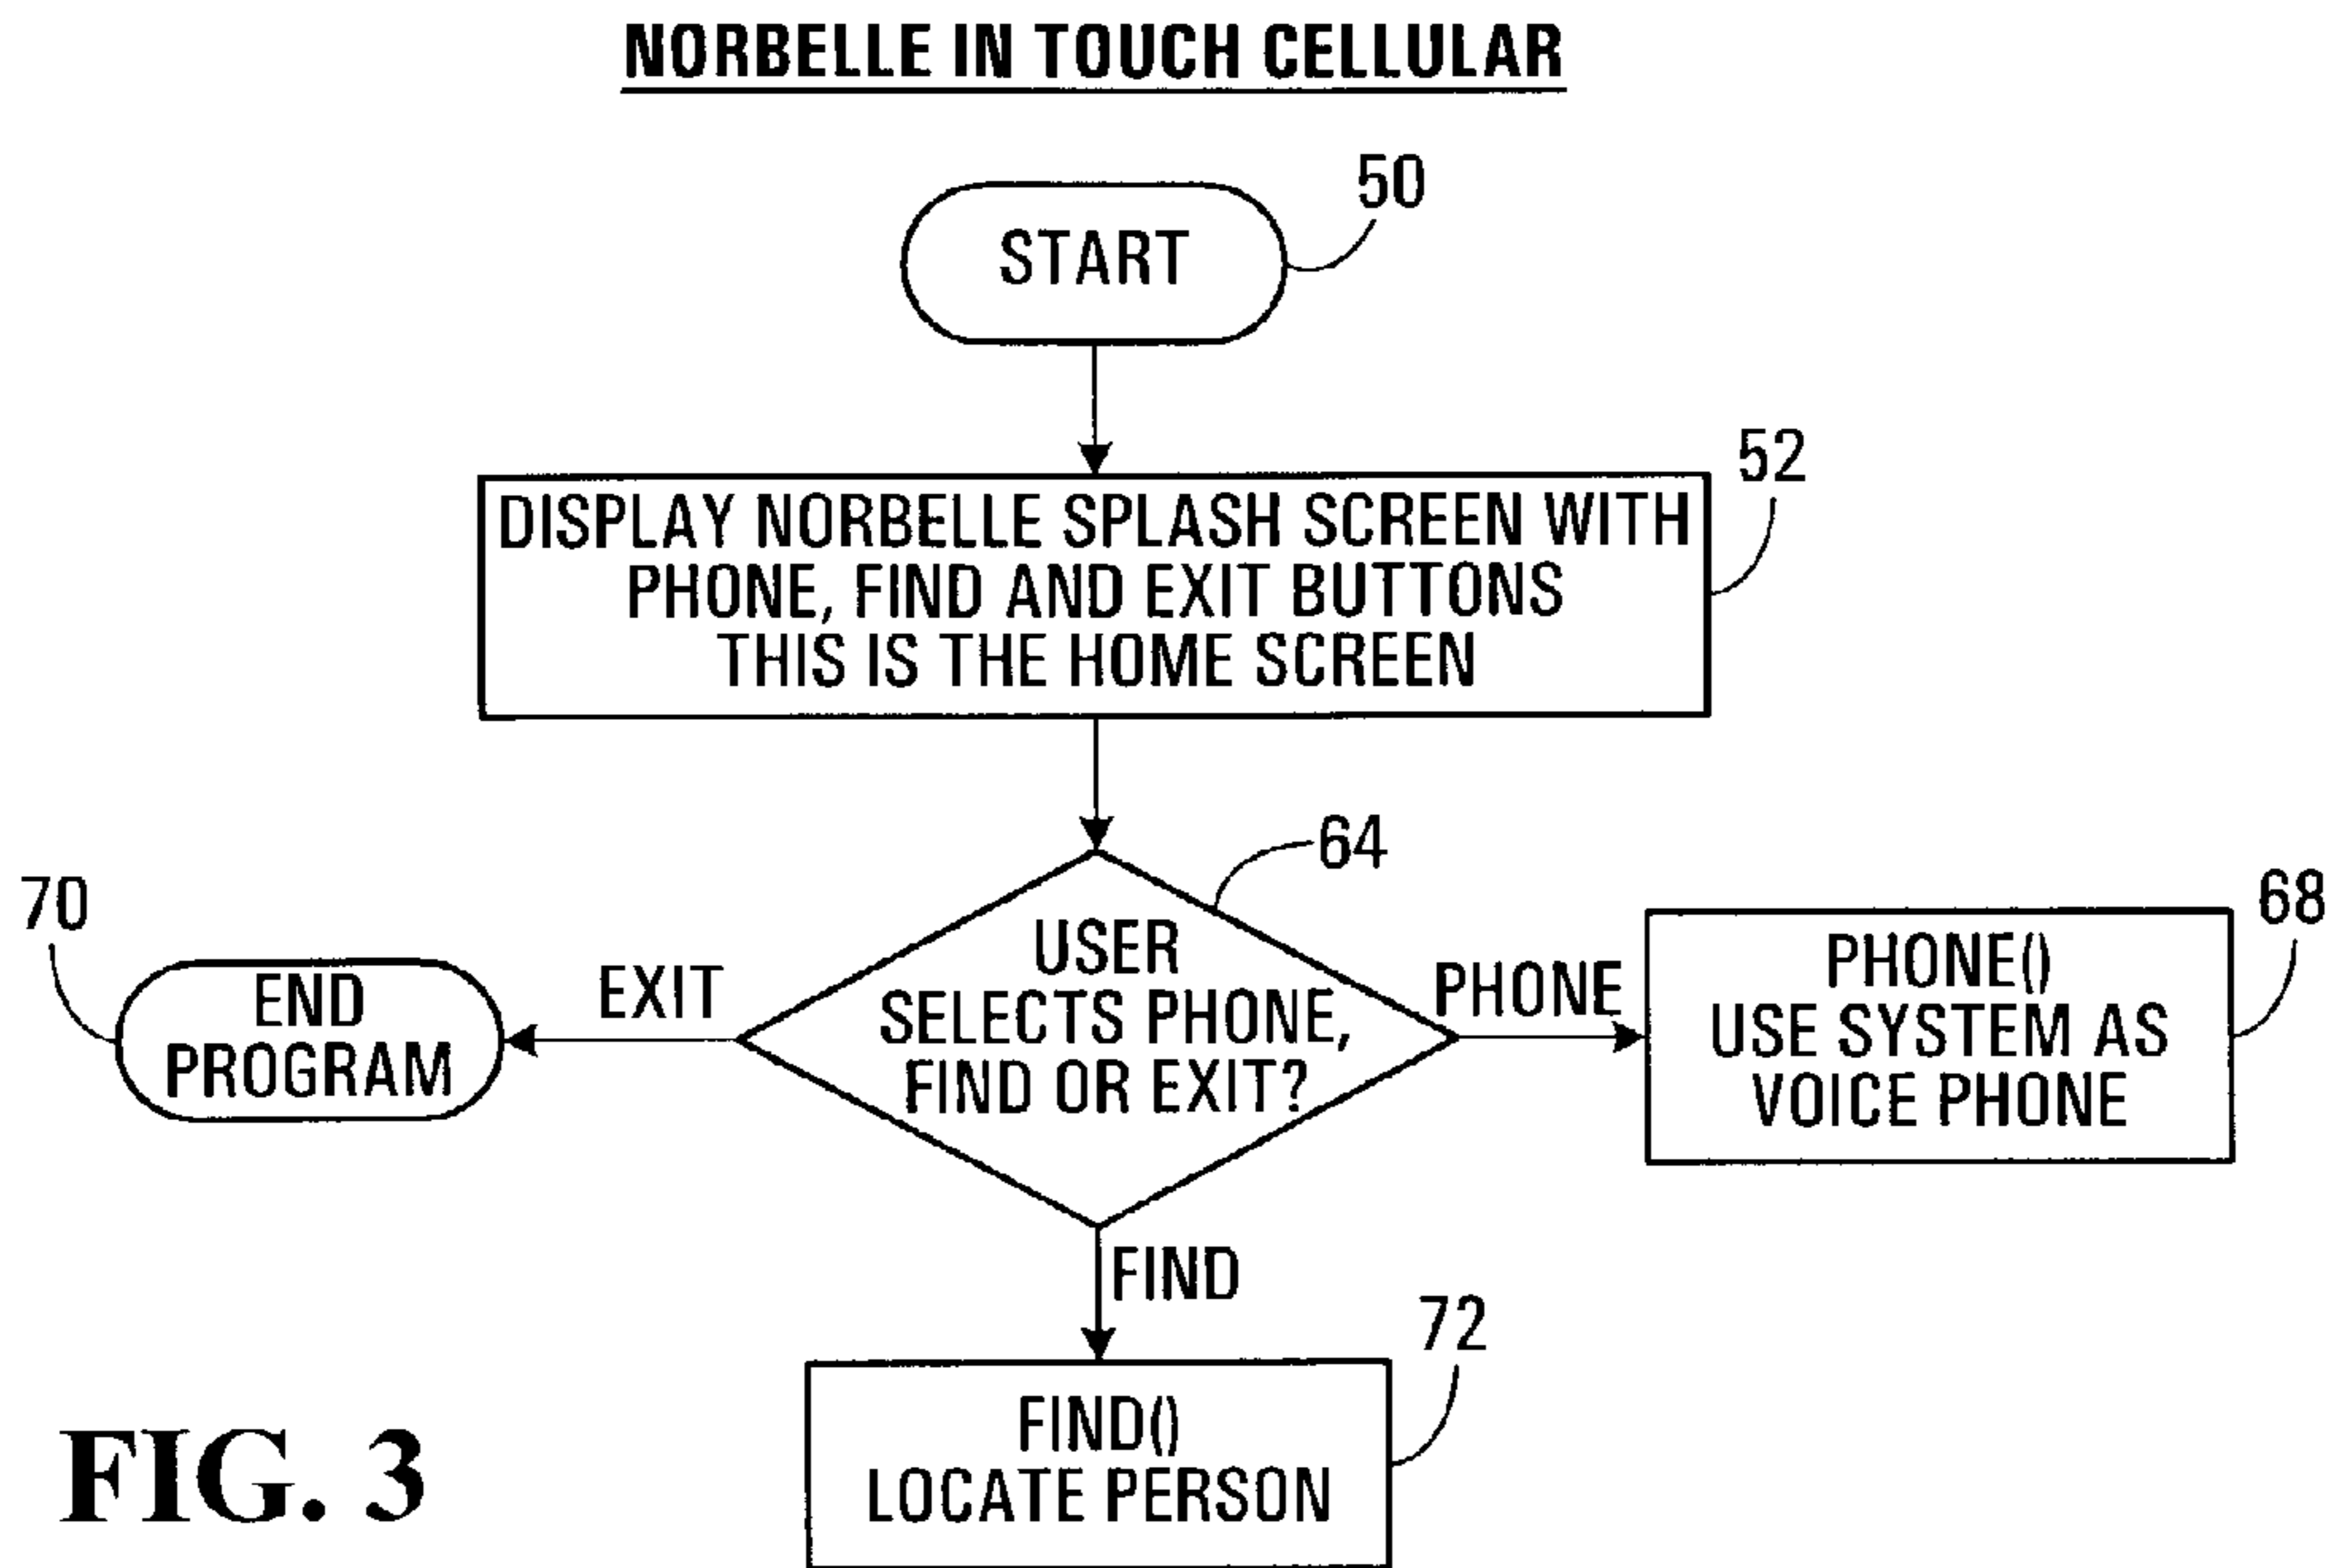 NORBELLE IN TOUCH CELLULAR
50
START
52
DISPLAY NORBELLE SPLASH SCREEN WITH
PHONE, FIND AND EXIT BUTTONS
THIS IS THE HOME SCREEN
64
USER
SELECTS PHONE,
FIND OR EXIT?
70
END
PROGRAM
EXIT
PHONE
68
PHONE()
USE SYSTEM AS
VOICE PHONE
FIND
72
FIND()
LOCATE PERSON
FIG. 3